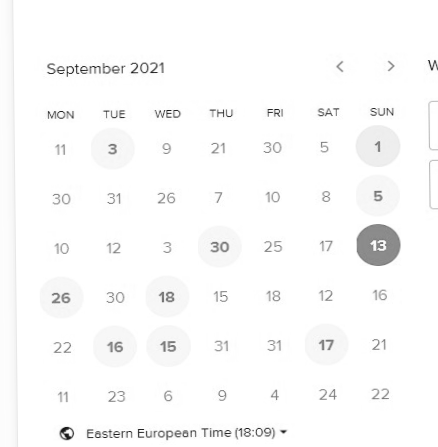 September 2021 < > W
MON TUE WED THU FRI SAT SUN
11 3 9 21 30 5 1
30 31 26 7 10 8 5
10 12 3 30 25 17 13
26 30 18 15 18 12 16
22 16 15 31 31 17 21
11 23 6 9 4 24 22
Eastern European Time (18:09)